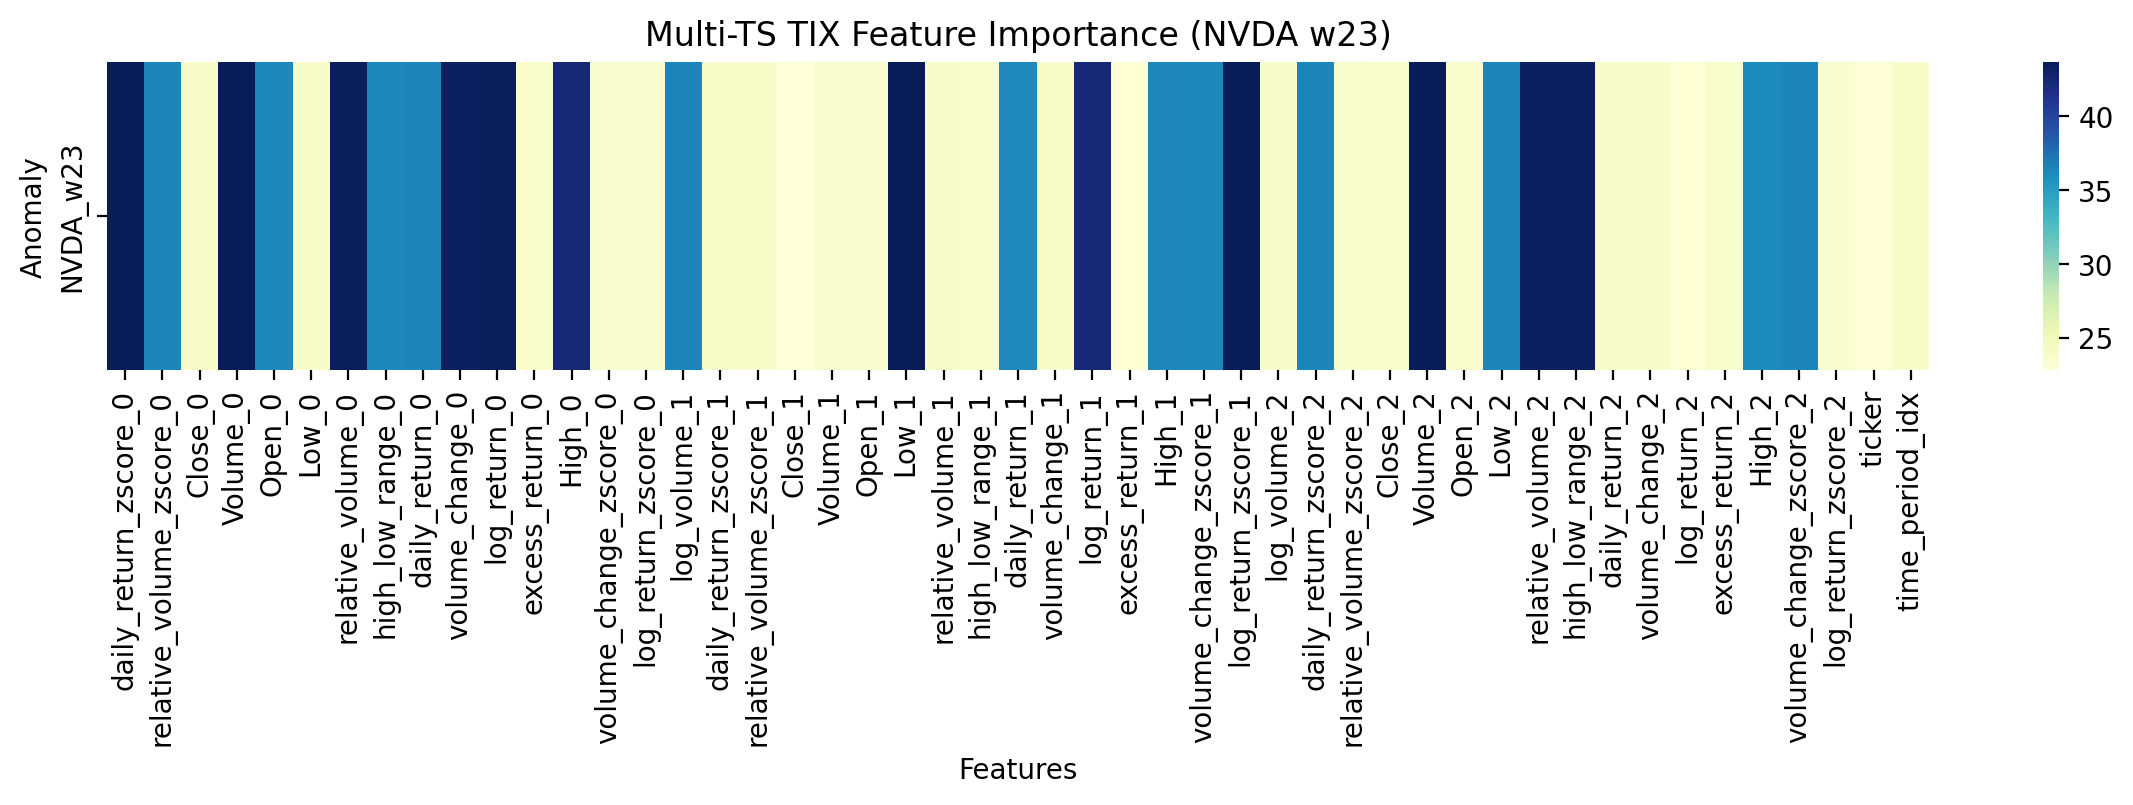 Multi-TS TIX Feature Importance (NVDA w23)
Anomaly
NVDA_w23
40
35
30
25
daily_return_zscore_0
relative_volume_zscore_0
Close_0
Volume_0
Open_0
Low_0
relative_volume_0
high_low_range_0
daily_return_0
volume_change_0
log_return_0
excess_return_0
High_0
volume_change_zscore_0
log_return_zscore_0
log_volume_1
daily_return_zscore_1
relative_volume_zscore_1
Close_1
Volume_1
Open_1
Low_1
relative_volume_1
high_low_range_1
daily_return_1
volume_change_1
log_return_1
excess_return_1
High_1
volume_change_zscore_1
log_return_zscore_1
log_volume_2
daily_return_zscore_2
relative_volume_zscore_2
Close_2
Volume_2
Open_2
Low_2
relative_volume_2
high_low_range_2
daily_return_2
volume_change_2
log_return_2
excess_return_2
High_2
volume_change_zscore_2
log_return_zscore_2
ticker
time_period_idx
Features